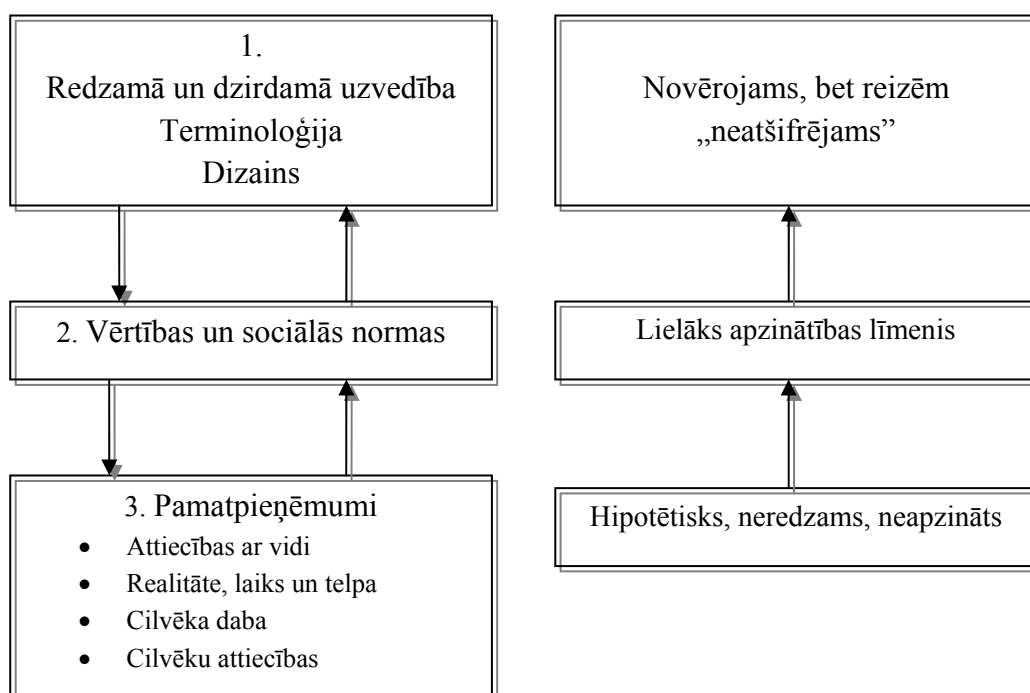 1.
Redzamā un dzirdamā uzvedība
Terminoloģija
Dizains
Novērojams, bet reizēm
„neatšifrējams”
2. Vērtības un sociālās normas
Lielāks apzinātības līmenis
3. Pamatpieņēmumi
• Attiecības ar vidi
• Realitāte, laiks un telpa
• Cilvēka daba
• Cilvēku attiecības
Hipotētisks, neredzams, neapzināts